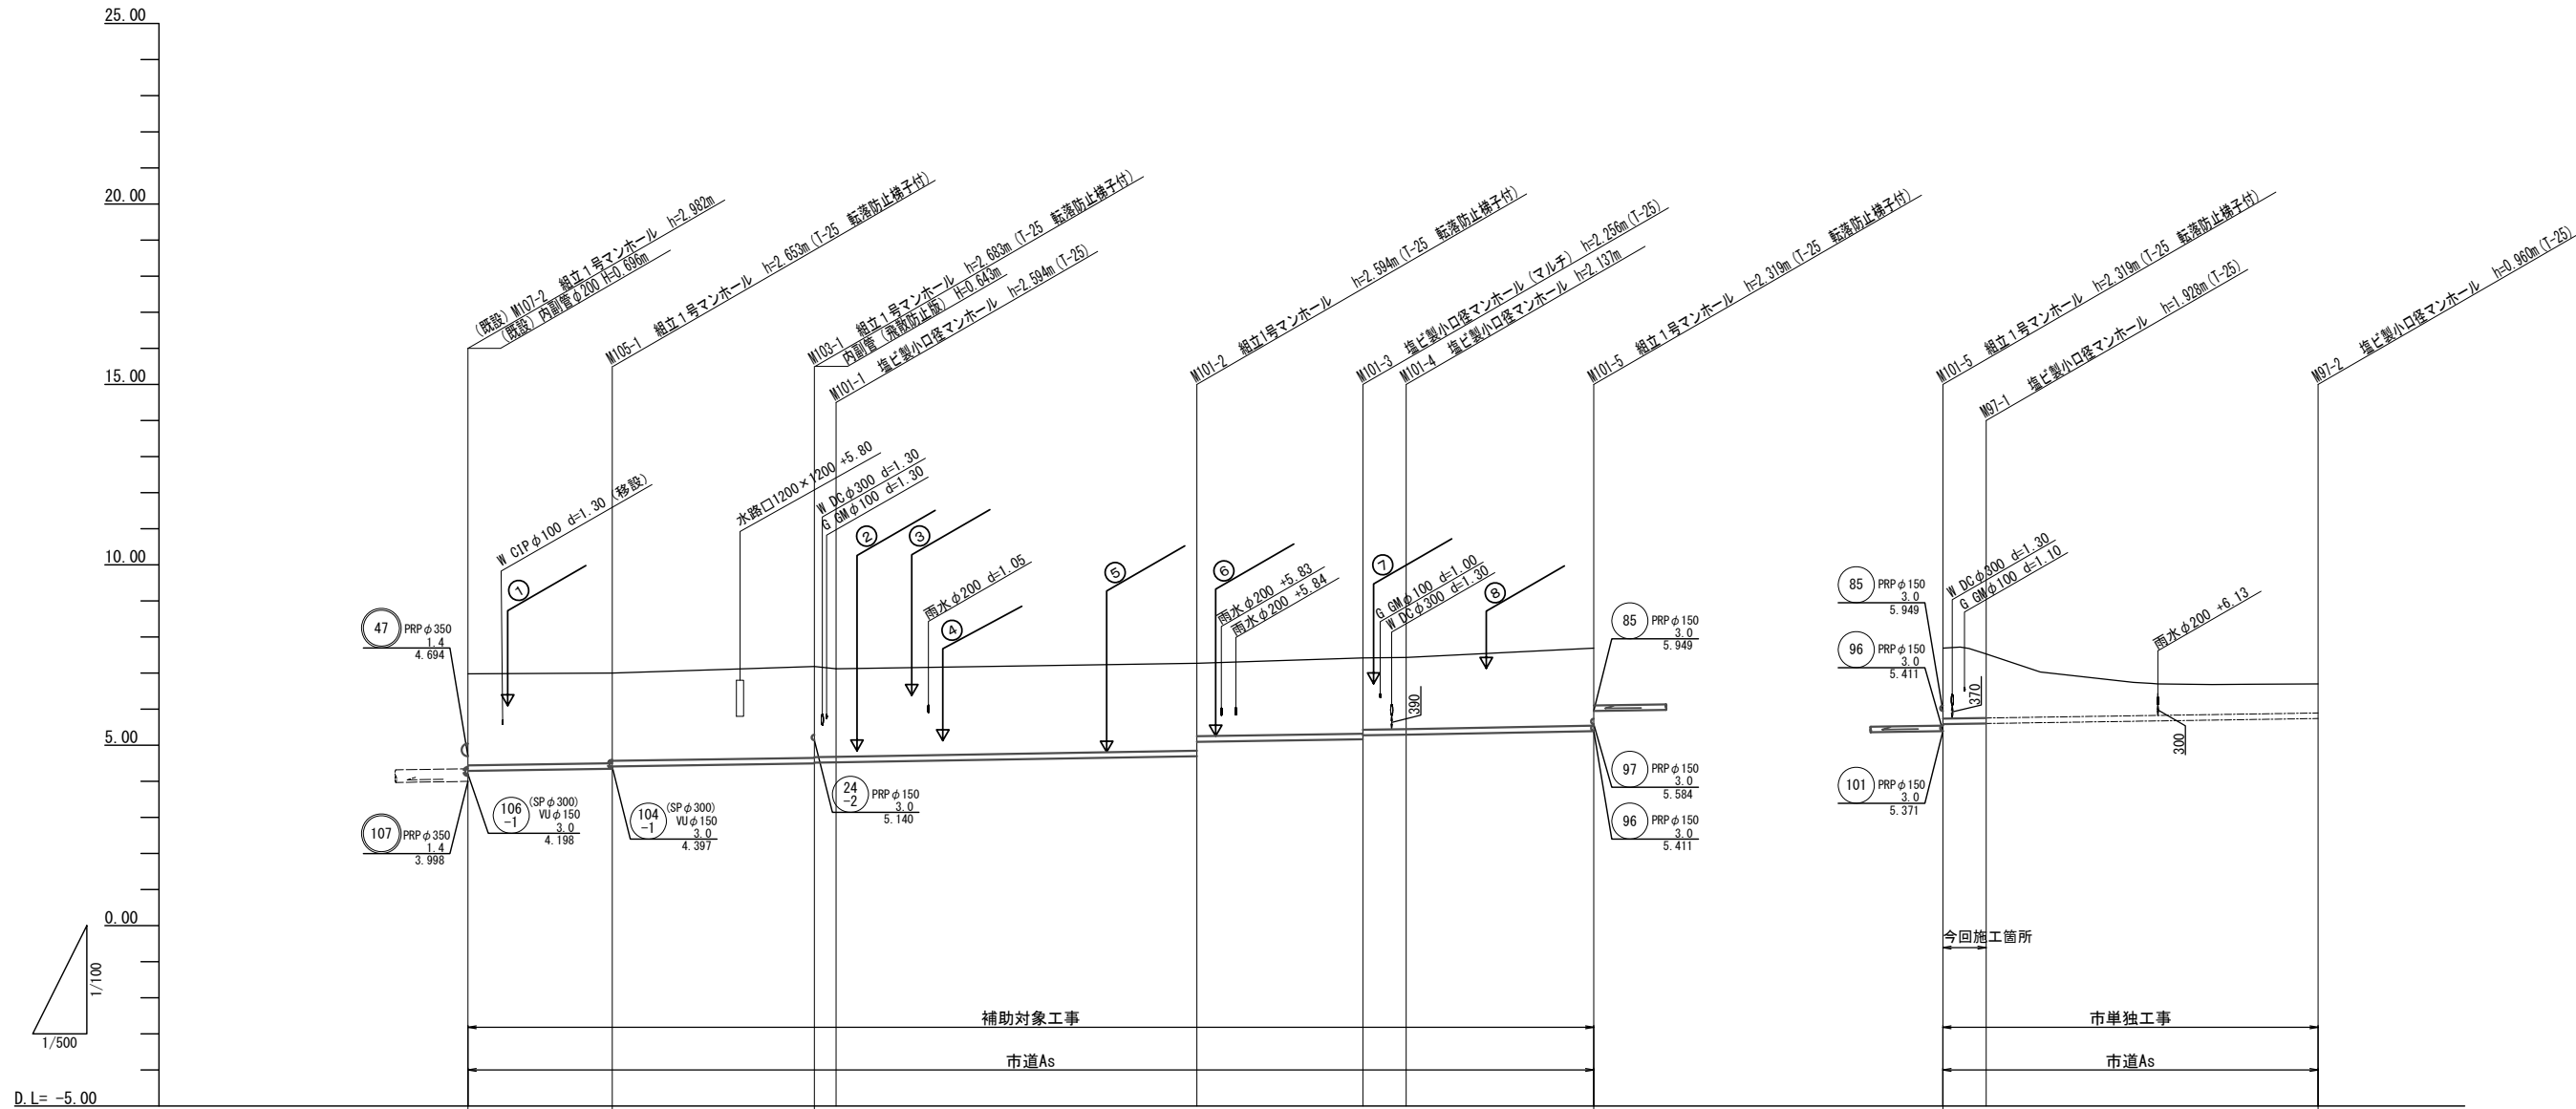 25.00
20.00
15.00
10.00
5.00
0.00
D.L= -5.00
1/100
1/500
(既設) M107-2　組立1号マンホール　h=2.982m
(既設) 内副管φ200 H=0.696m
M105-1　組立1号マンホール　h=2.653m(T-25　転落防止梯子付)
M103-1　組立1号マンホール　h=2.683m(T-25　転落防止梯子付)
内副管(飛散防止版) H=0.643m
M101-1　塩ビ製小口径マンホール　h=2.594m(T-25)
M101-2　組立1号マンホール　h=2.594m(T-25　転落防止梯子付)
M101-3　塩ビ製小口径マンホール(マルチ)　h=2.256m(T-25)
M101-4　塩ビ製小口径マンホール　h=2.137m
M101-5　組立1号マンホール　h=2.319m(T-25　転落防止梯子付)
M101-5　組立1号マンホール　h=2.319m(T-25　転落防止梯子付)
M97-1　塩ビ製小口径マンホール　h=1.928m(T-25)
M97-2　塩ビ製小口径マンホール　h=0.960m(T-25)
W CIPφ100 d=1.30 (移設)
①
水路口1200×1200 +5.80
W DCφ300 d=1.30
G GMφ100 d=1.30
②
③
雨水φ200 d=1.05
④
⑤
⑥
雨水φ200 +5.83
雨水φ200 +5.84
⑦
G GMφ100 d=1.00
W DCφ300 d=1.30
390
⑧
47 PRPφ350
1.4
4.694
107 PRPφ350
1.4
3.998
106-1 (SPφ300)
VUφ150
3.0
4.198
104-1 (SPφ300)
VUφ150
3.0
4.397
24-2 PRPφ150
3.0
5.140
85 PRPφ150
3.0
5.949
97 PRPφ150
3.0
5.584
96 PRPφ150
3.0
5.411
85 PRPφ150
3.0
5.949
96 PRPφ150
3.0
5.411
101 PRPφ150
3.0
5.371
W DCφ300 d=1.30
G GMφ100 d=1.10
370
雨水φ200 +6.13
300
今回施工箇所
補助対象工事
市単独工事
市道As
市道As